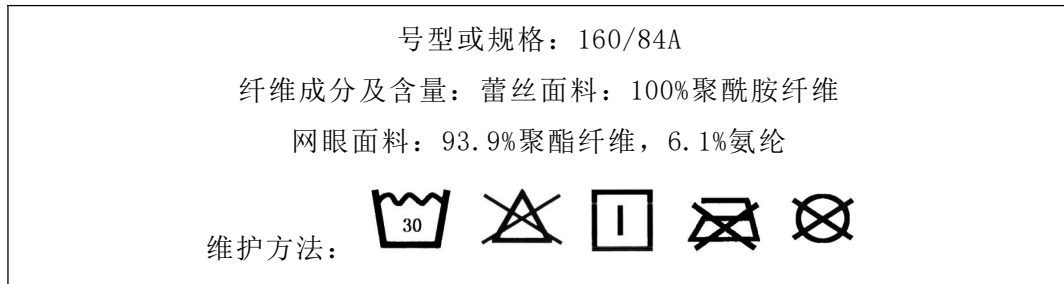 号型或规格：160/84A
纤维成分及含量：蕾丝面料：100%聚酰胺纤维
网眼面料：93.9%聚酯纤维，6.1%氨纶
30
维护方法：